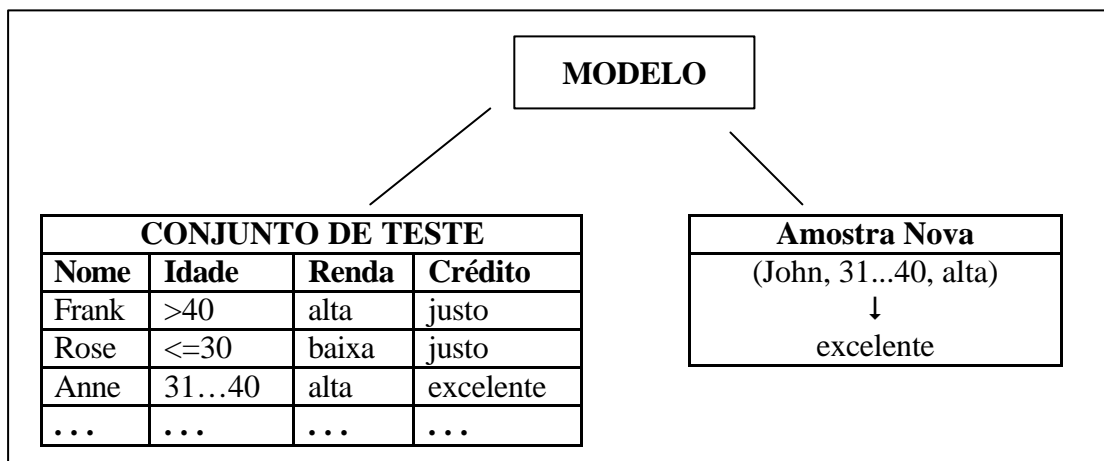 MODELO
CONJUNTO DE TESTE
Nome Idade Renda Crédito
Frank >40 alta justo
Rose <=30 baixa justo
Anne 31…40 alta excelente
... ... ... ...
Amostra Nova
(John, 31...40, alta)
↓
excelente